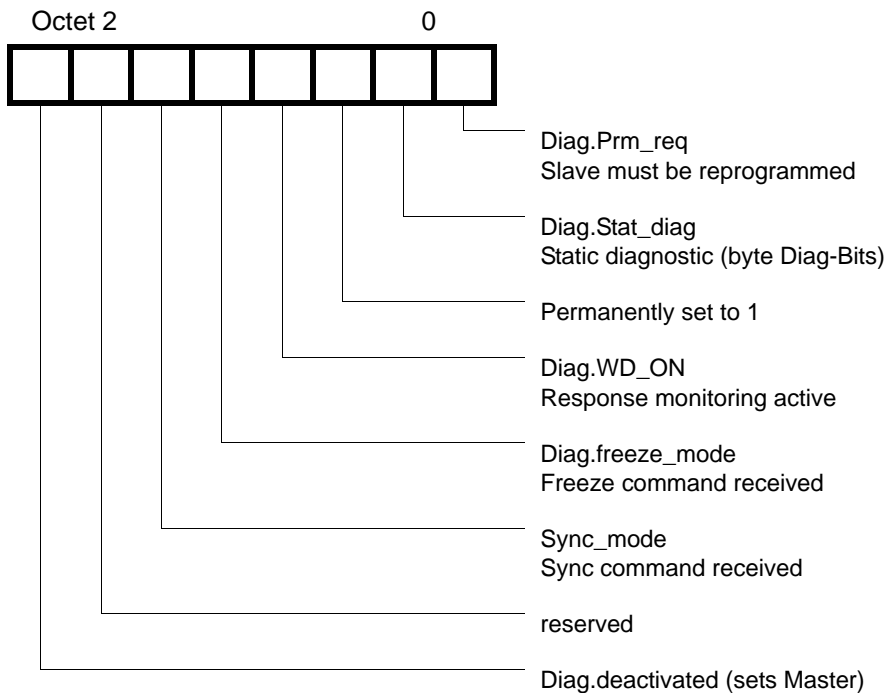 Octet 2 0
Diag.Prm_req
Slave must be reprogrammed
Diag.Stat_diag
Static diagnostic (byte Diag-Bits)
Permanently set to 1
Diag.WD_ON
Response monitoring active
Diag.freeze_mode
Freeze command received
Sync_mode
Sync command received
reserved
Diag.deactivated (sets Master)